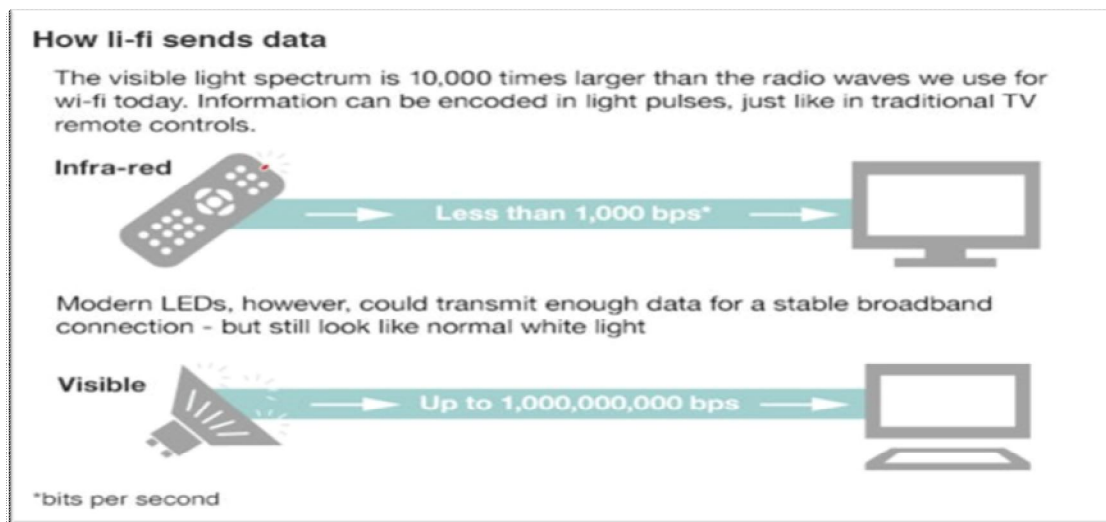 How li-fi sends data
The visible light spectrum is 10,000 times larger than the radio waves we use for
wi-fi today. Information can be encoded in light pulses, just like in traditional TV
remote controls.
Infra-red
Less than 1,000 bps*
Modern LEDs, however, could transmit enough data for a stable broadband
connection - but still look like normal white light
Visible
Up to 1,000,000,000 bps
*bits per second